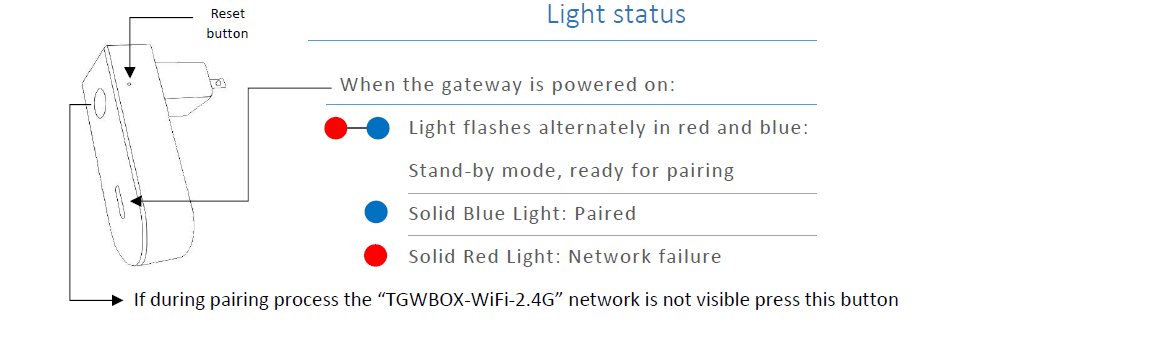 Reset
button
Light status
When the gateway is powered on:
Light flashes alternately in red and blue:
Stand-by mode, ready for pairing
Solid Blue Light: Paired
Solid Red Light: Network failure
If during pairing process the “TGWBOX-WiFi-2.4G” network is not visible press this button